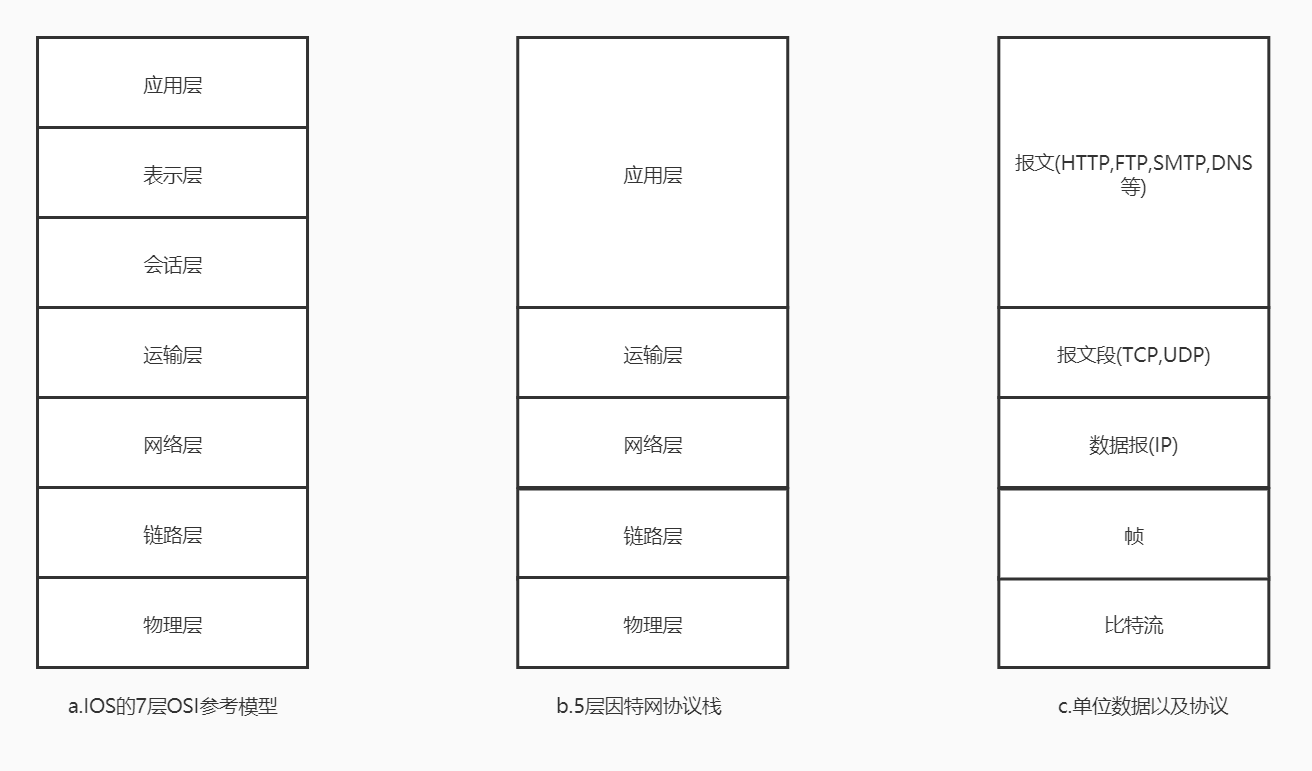 应用层
表示层
会话层
运输层
网络层
链路层
物理层
a.IOS的7层OSI参考模型
应用层
运输层
网络层
链路层
物理层
b.5层因特网协议栈
报文(HTTP,FTP,SMTP,DNS
等)
报文段(TCP,UDP)
数据报(IP)
帧
比特流
c.单位数据以及协议